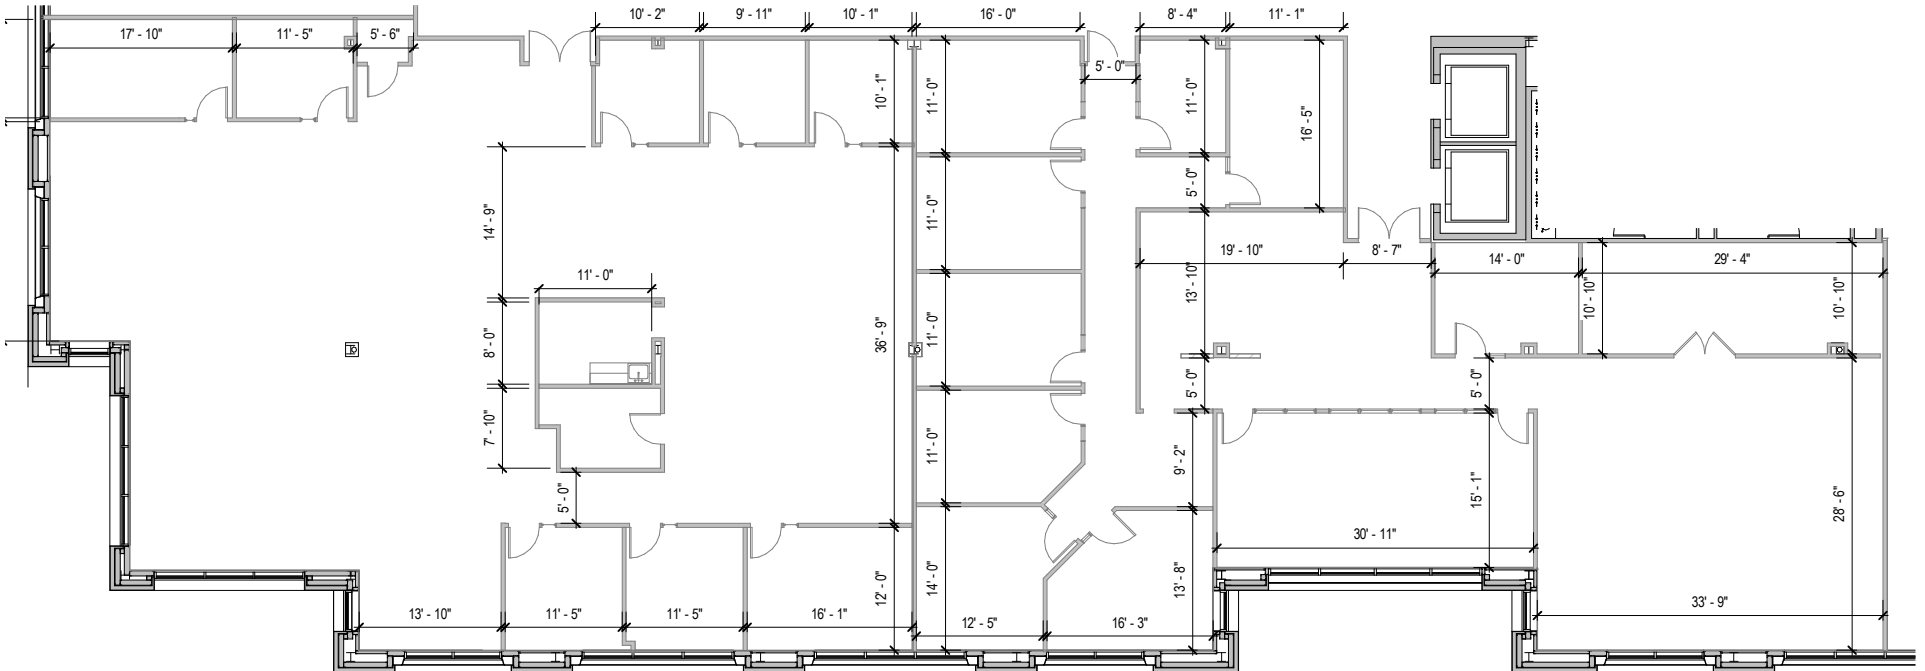 10' - 2"
9' - 11"
10' - 1"
16' - 0"
8' - 4"
11' - 1"
17' - 10"
11' - 5"
5' - 6"
5' - 0"
10' - 1"
11' - 0"
11' - 0"
16' - 5"
14' - 9"
11' - 0"
5' - 0"
19' - 10"
8' - 7"
14' - 0"
29' - 4"
13' - 10"
11' - 0"
10' - 10"
10' - 10"
8' - 0"
36' - 9"
11' - 0"
5' - 0"
5' - 0"
7' - 10"
11' - 0"
9' - 2"
5' - 0"
15' - 1"
28' - 6"
30' - 11"
12' - 0"
14' - 0"
13' - 8"
13' - 10"
11' - 5"
11' - 5"
16' - 1"
12' - 5"
16' - 3"
33' - 9"